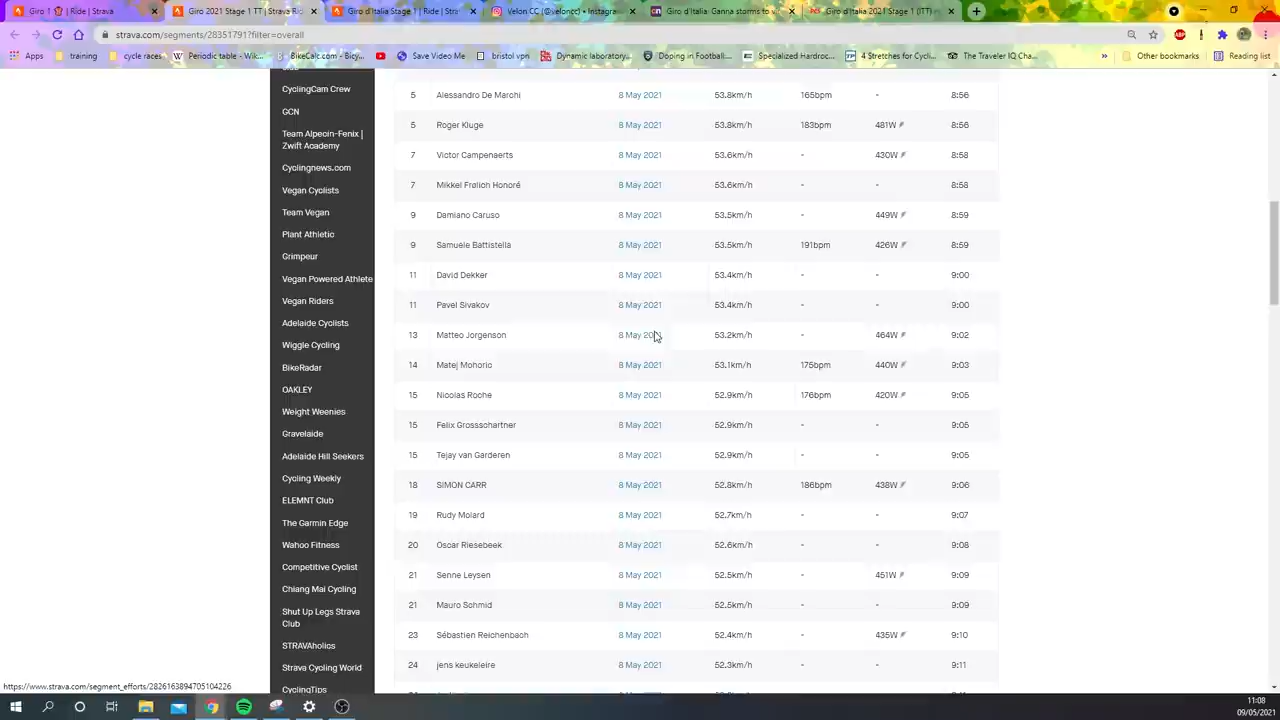 Giro d'Italia Stage 1 | Ride | Stra
Giro 2021 Stage 1 TT | Strava Rid
Giro d'Italia Stage 1 | Ride | Strav
Velon CC (@veloncc) • Instagra
Giro d'Italia: Ganna storms to vi
Giro d'Italia 2021 Stage 1 (ITT) r
strava.com/segments/28351791?filter=overall
Apps
training
cycle races
Periodic table - Wik...
BikeCalc.com - Bicy...
Save Video Me
bristol vpn
Dynamic laboratory...
Doping in Football:...
Specialized Hardroc...
4 Stretches for Cycl...
The Traveler IQ Cha...
Other bookmarks
Reading list
CyclingCam Crew
GCN
Team Alpecin-Fenix |
Zwift Academy
Cyclingnews.com
Vegan Cyclists
Team Vegan
Plant Athletic
Grimpeur
Vegan Powered Athlete
Vegan Riders
Adelaide Cyclists
Wiggle Cycling
BikeRadar
OAKLEY
Weight Weenies
Gravelaide
Adelaide Hill Seekers
Cycling Weekly
ELEMNT Club
The Garmin Edge
Wahoo Fitness
Competitive Cyclist
Chiang Mai Cycling
Shut Up Legs Strava
Club
STRAVAholics
Strava Cycling World
CyclingTips
5 Alessandro De Marchi 8 May 2021 53.8km/h 165bpm - 8:56
5 Roger Kluge 8 May 2021 53.8km/h 183bpm 481W 8:56
7 Victor Campenaerts 8 May 2021 53.6km/h - 430W 8:58
7 Mikkel Frølich Honoré 8 May 2021 53.6km/h - - 8:58
9 Damiano Caruso 8 May 2021 53.5km/h - 449W 8:59
9 Samuele Battistella 8 May 2021 53.5km/h 191bpm 426W 8:59
11 David Dekker 8 May 2021 53.4km/h - - 9:00
11 Pavel Sivakov 8 May 2021 53.4km/h - - 9:00
13 Matteo Jorgenson 8 May 2021 53.2km/h - 464W 9:02
14 Matej Mohoric 8 May 2021 53.1km/h 175bpm 440W 9:03
15 Nicolas Roche 8 May 2021 52.9km/h 176bpm 420W 9:05
15 Felix Grossschartner 8 May 2021 52.9km/h - - 9:05
15 Tejay van Garderen 8 May 2021 52.9km/h - - 9:05
18 SIMON CARR 8 May 2021 52.8km/h 186bpm 438W 9:06
19 Rudy Molard 8 May 2021 52.7km/h - - 9:07
20 Oscar Riesebeek 8 May 2021 52.6km/h - - 9:08
21 Senne Leysen 8 May 2021 52.5km/h - 451W 9:09
21 Mauro Schmid 8 May 2021 52.5km/h - - 9:09
23 Sébastien Reichenbach 8 May 2021 52.4km/h - 435W 9:10
24 jens keukeleire 8 May 2021 52.3km/h - - 9:11
https://www.strava.com/segment_efforts/2826163894705104226
11:08
09/05/2021